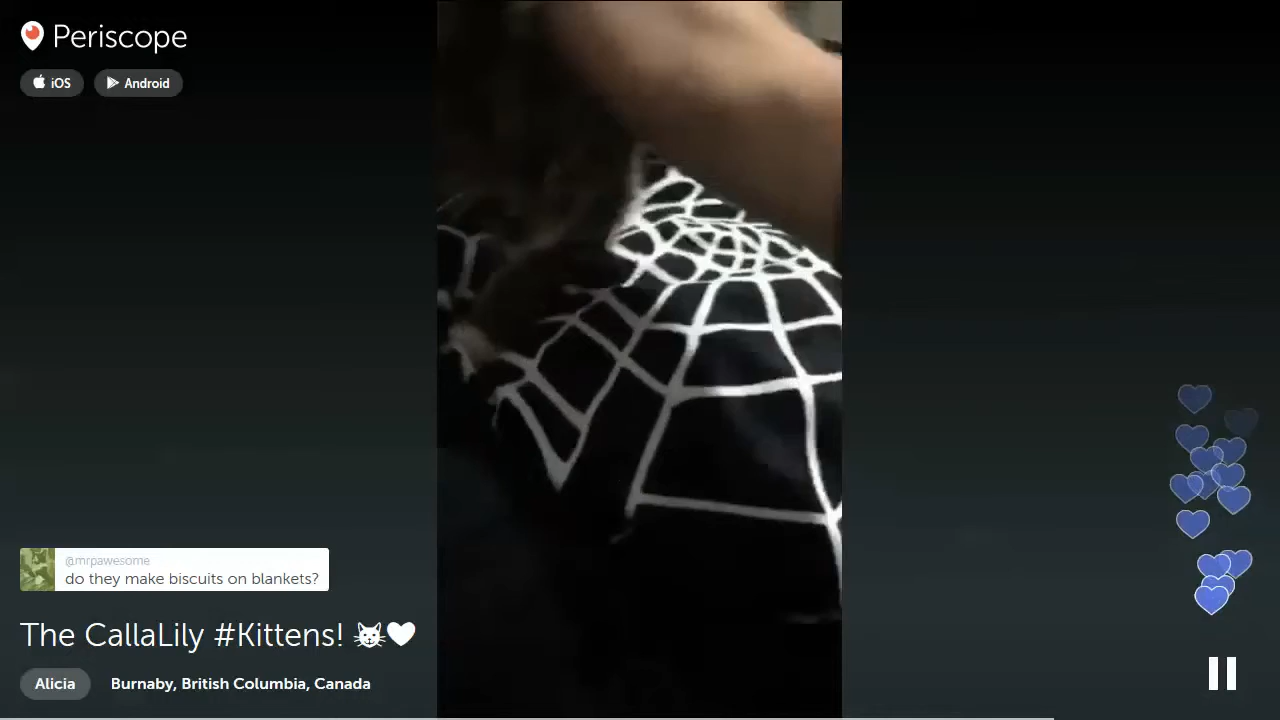 Periscope
iOS
Android
@mrpawesome
do they make biscuits on blankets?
The CallaLily #Kittens! 🐱🤍
Alicia
Burnaby, British Columbia, Canada